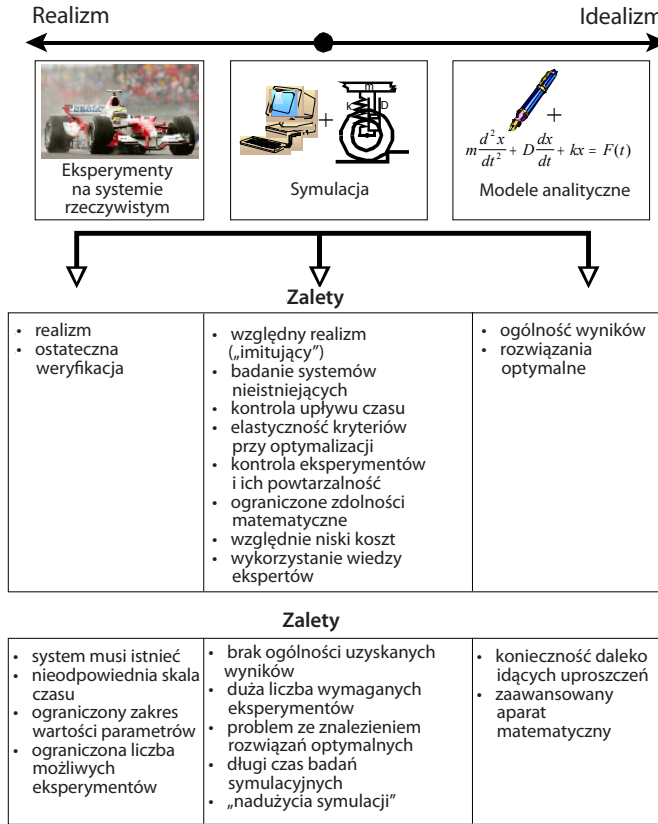 Realizm
Idealizm
Panasonic
Eksperymenty
na systemie
rzeczywistym
+
m
k
D
Symulacja
+
m d²x/dt² + D dx/dt + kx = F(t)
Modele analityczne
Zalety
• realizm
• ostateczna
weryfikacja
• względny realizm
(„imitujący”)
• badanie systemów
nieistniejących
• kontrola upływu czasu
• elastyczność kryteriów
przy optymalizacji
• kontrola eksperymentów
i ich powtarzalność
• ograniczone zdolności
matematyczne
• względnie niski koszt
• wykorzystanie wiedzy
ekspertów
• ogólność wyników
• rozwiązania
optymalne
Zalety
• system musi istnieć
• nieodpowiednia skala
czasu
• ograniczony zakres
wartości parametrów
• ograniczona liczba
możliwych
eksperymentów
• brak ogólności uzyskanych
wyników
• duża liczba wymaganych
eksperymentów
• problem ze znalezieniem
rozwiązań optymalnych
• długi czas badań
symulacyjnych
• „nadużycia symulacji”
• konieczność daleko
idących uproszczeń
• zaawansowany
aparat
matematyczny